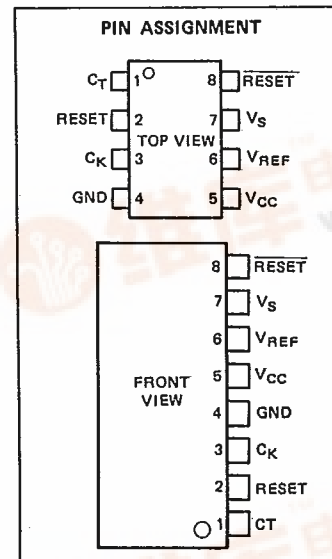 PIN ASSIGNMENT
CT 1 8 RESET
RESET 2 7 VS
TOP VIEW
CK 3 6 VREF
GND 4 5 VCC
8 RESET
7 VS
6 VREF
5 VCC
FRONT
VIEW
4 GND
3 CK
2 RESET
1 CT